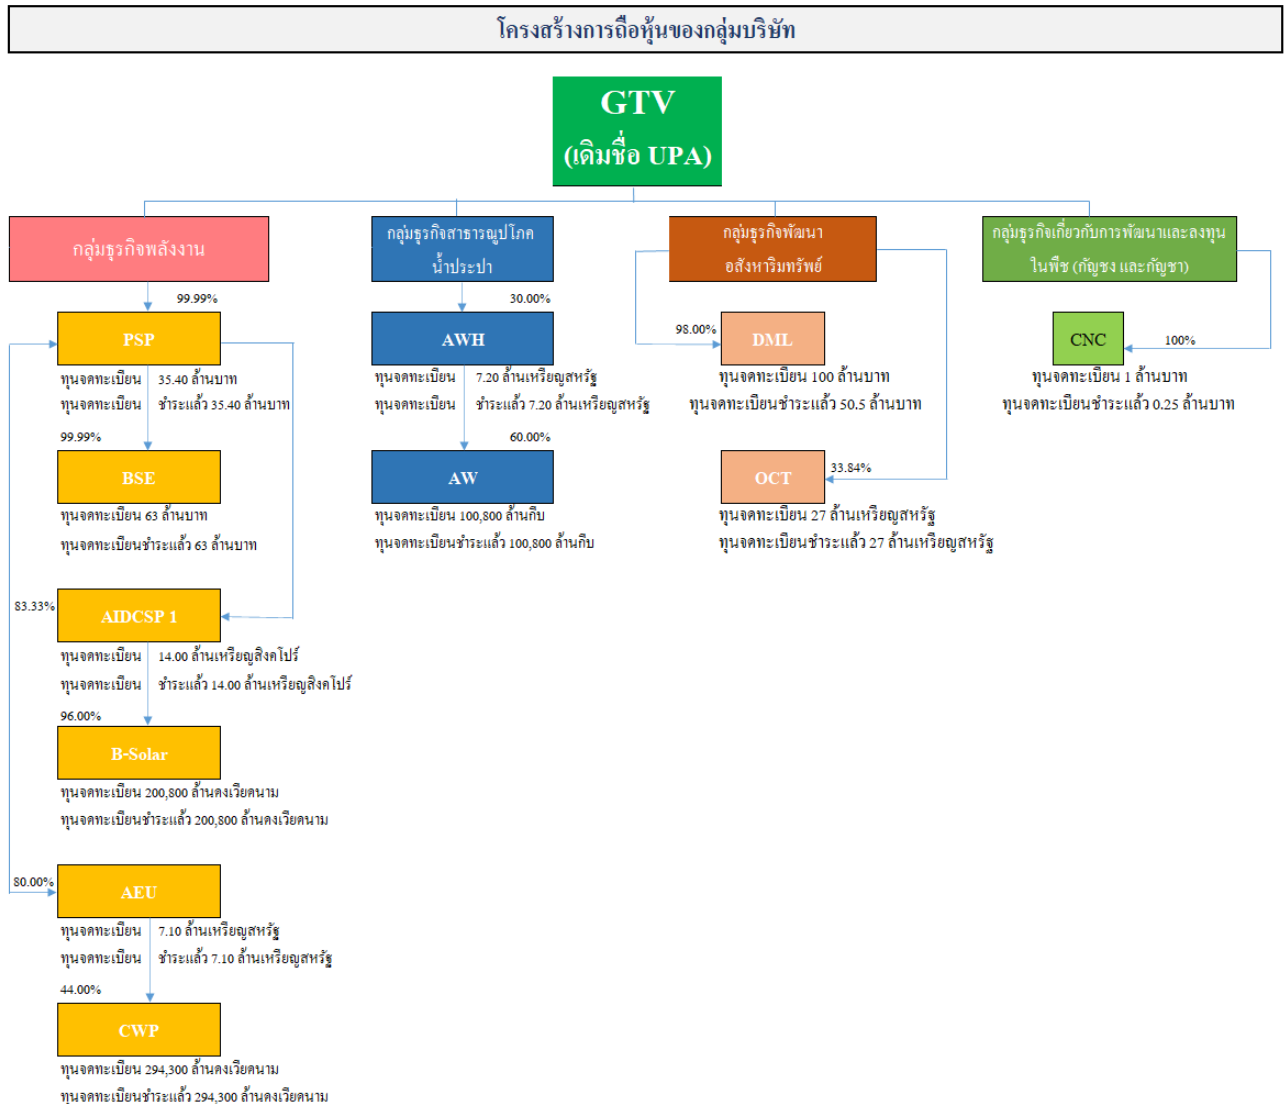 โครงสร้างการถือหุ้นของกลุ่มบริษัท
GTV
(เดิมชื่อ UPA)
กลุ่มธุรกิจพลังงาน
99.99%
PSP
ทุนจดทะเบียน 35.40 ล้านบาท
ทุนจดทะเบียน ชำระแล้ว 35.40 ล้านบาท
99.99%
BSE
ทุนจดทะเบียน 63 ล้านบาท
ทุนจดทะเบียนชำระแล้ว 63 ล้านบาท
83.33%
AIDCSP 1
ทุนจดทะเบียน 14.00 ล้านเหรียญสิงคโปร์
ทุนจดทะเบียน ชำระแล้ว 14.00 ล้านเหรียญสิงคโปร์
96.00%
B-Solar
ทุนจดทะเบียน 200,800 ล้านดงเวียดนาม
ทุนจดทะเบียนชำระแล้ว 200,800 ล้านดงเวียดนาม
80.00%
AEU
ทุนจดทะเบียน 7.10 ล้านเหรียญสหรัฐ
ทุนจดทะเบียน ชำระแล้ว 7.10 ล้านเหรียญสหรัฐ
44.00%
CWP
ทุนจดทะเบียน 294,300 ล้านดงเวียดนาม
ทุนจดทะเบียนชำระแล้ว 294,300 ล้านดงเวียดนาม
กลุ่มธุรกิจสาธารณูปโภค
น้ำประปา
30.00%
AWH
ทุนจดทะเบียน 7.20 ล้านเหรียญสหรัฐ
ทุนจดทะเบียน ชำระแล้ว 7.20 ล้านเหรียญสหรัฐ
60.00%
AW
ทุนจดทะเบียน 100,800 ล้านกีบ
ทุนจดทะเบียนชำระแล้ว 100,800 ล้านกีบ
กลุ่มธุรกิจพัฒนา
อสังหาริมทรัพย์
98.00%
DML
ทุนจดทะเบียน 100 ล้านบาท
ทุนจดทะเบียนชำระแล้ว 50.5 ล้านบาท
33.84%
OCT
ทุนจดทะเบียน 27 ล้านเหรียญสหรัฐ
ทุนจดทะเบียนชำระแล้ว 27 ล้านเหรียญสหรัฐ
กลุ่มธุรกิจเกี่ยวกับการพัฒนาและลงทุน
ในพืช (กัญชง และกัญชา)
CNC
100%
ทุนจดทะเบียน 1 ล้านบาท
ทุนจดทะเบียนชำระแล้ว 0.25 ล้านบาท